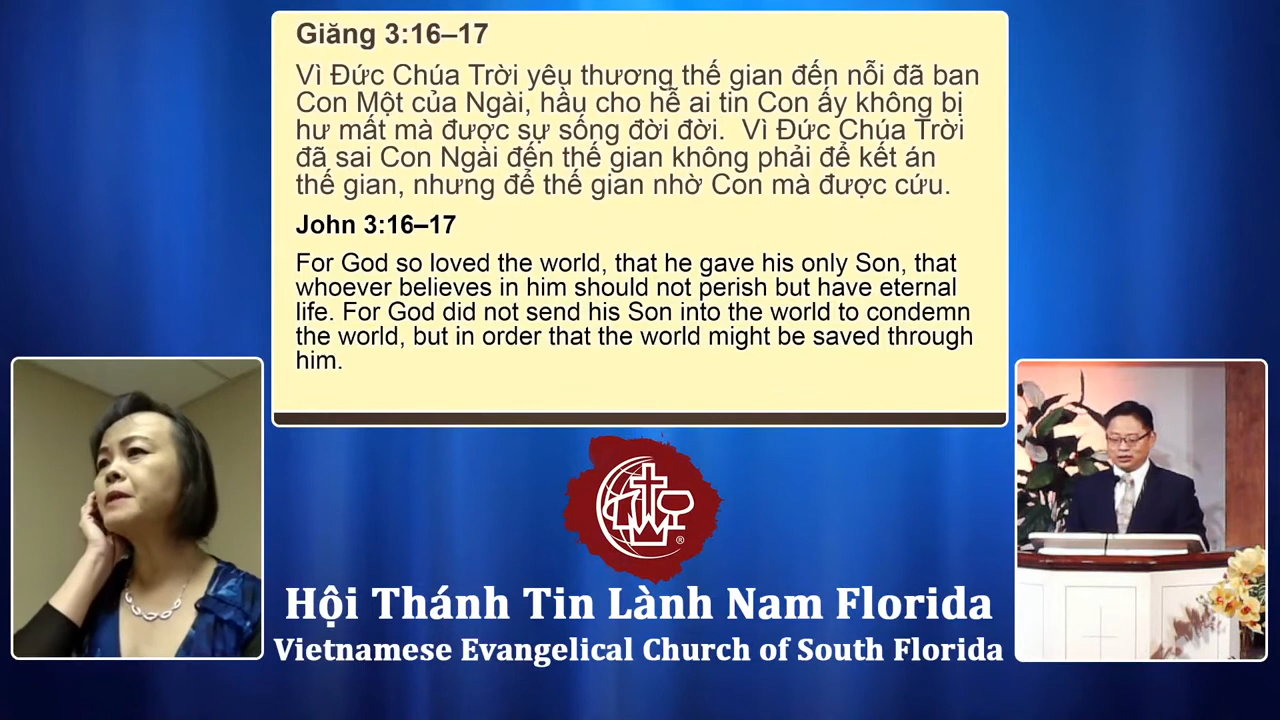 Giăng 3:16–17
Vì Đức Chúa Trời yêu thương thế gian đến nỗi đã ban
Con Một của Ngài, hầu cho hễ ai tin Con ấy không bị
hư mất mà được sự sống đời đời.  Vì Đức Chúa Trời
đã sai Con Ngài đến thế gian không phải để kết án
thế gian, nhưng để thế gian nhờ Con mà được cứu.
John 3:16–17
For God so loved the world, that he gave his only Son, that
whoever believes in him should not perish but have eternal
life. For God did not send his Son into the world to condemn
the world, but in order that the world might be saved through
him.
®
Hội Thánh Tin Lành Nam Florida
Vietnamese Evangelical Church of South Florida